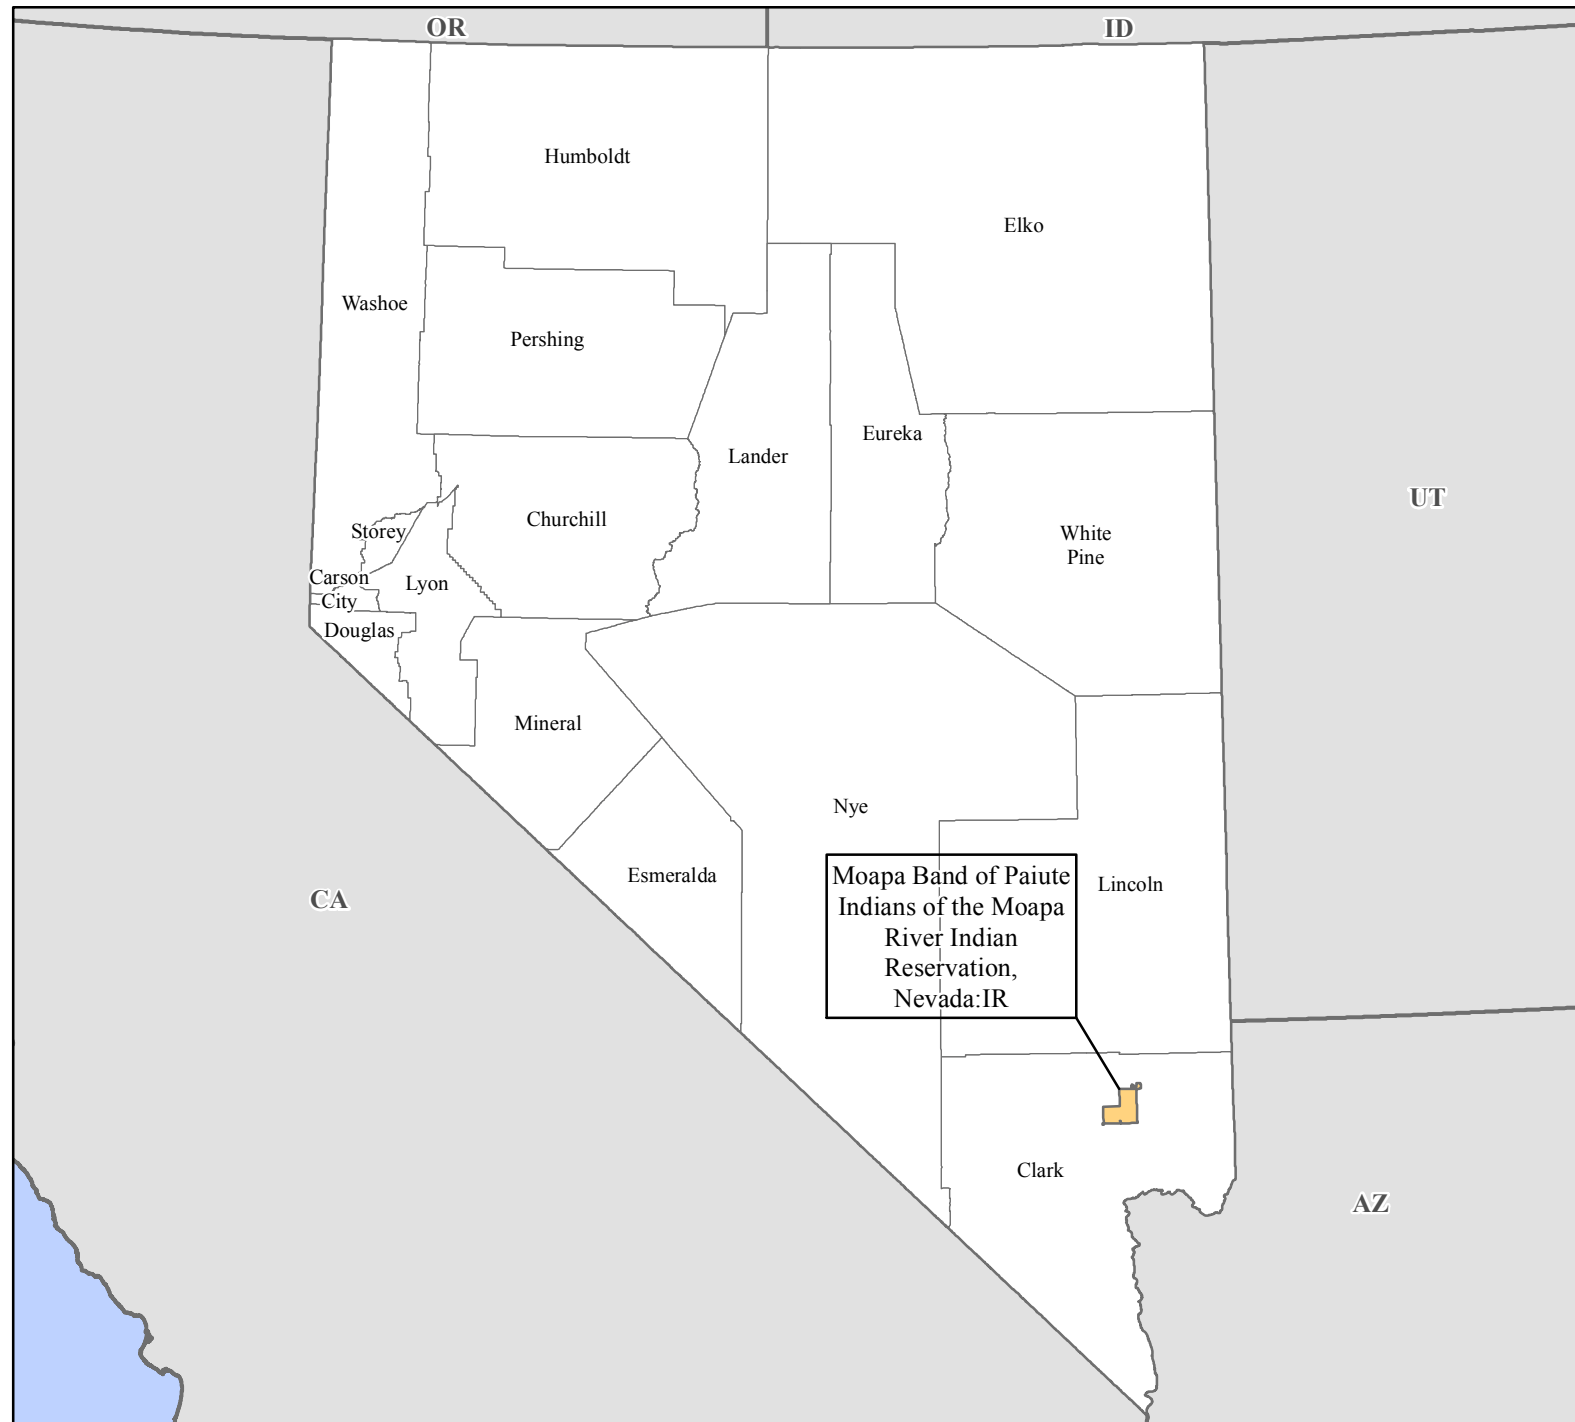 OR
ID
Humboldt
Elko
Washoe
Pershing
Eureka
Lander
UT
Churchill
Storey
White
Pine
Carson
City
Lyon
Douglas
Mineral
Nye
Esmeralda
Lincoln
CA
Moapa Band of Paiute
Indians of the Moapa
River Indian
Reservation,
Nevada:IR
Clark
AZ